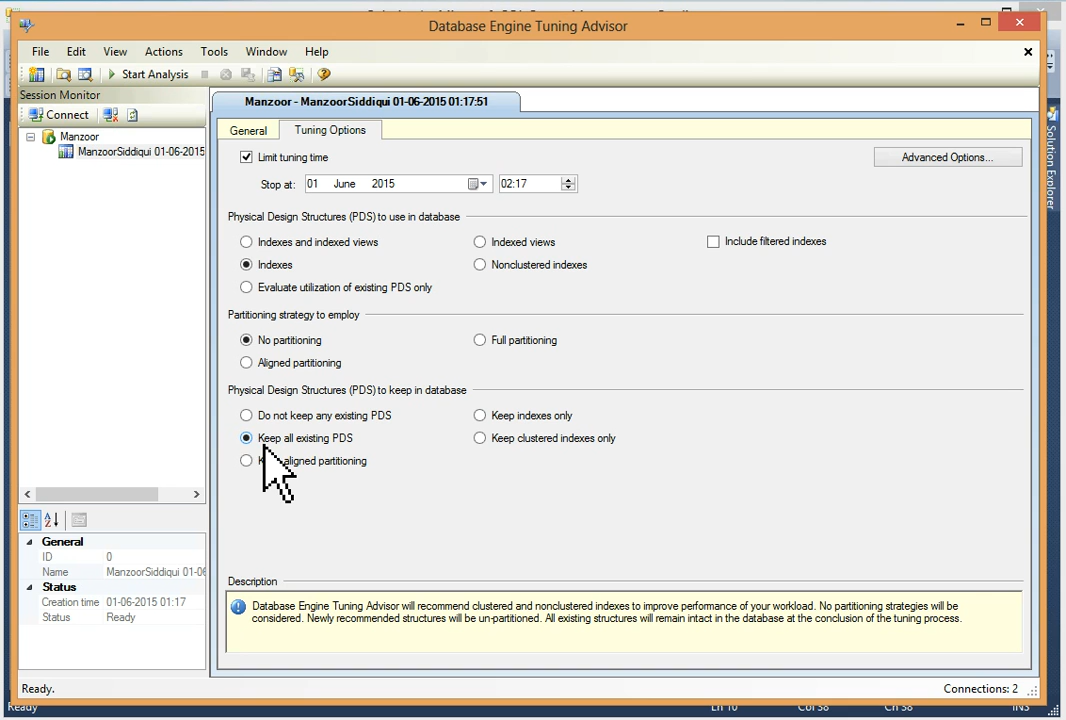 Database Engine Tuning Advisor
File Edit View Actions Tools Window Help
Start Analysis
Session Monitor
Connect
Manzoor
ManzoorSiddiqui 01-06-2015
Manzoor - ManzoorSiddiqui 01-06-2015 01:17:51
General Tuning Options
Limit tuning time
Advanced Options...
Stop at: 01 June 2015 02:17
Physical Design Structures (PDS) to use in database
Indexes and indexed views Indexed views Include filtered indexes
Indexes Nonclustered indexes
Evaluate utilization of existing PDS only
Partitioning strategy to employ
No partitioning Full partitioning
Aligned partitioning
Physical Design Structures (PDS) to keep in database
Do not keep any existing PDS Keep indexes only
Keep all existing PDS Keep clustered indexes only
aligned partitioning
General
ID 0
Name ManzoorSiddiqui 01-06
Status
Creation time 01-06-2015 01:17
Status Ready
Description
Database Engine Tuning Advisor will recommend clustered and nonclustered indexes to improve performance of your workload. No partitioning strategies will be
considered. Newly recommended structures will be un-partitioned. All existing structures will remain intact in the database at the conclusion of the tuning process.
Ready. Connections: 2
Solution Explorer
Ready Ln 10 Col 38 Ch 38 INS